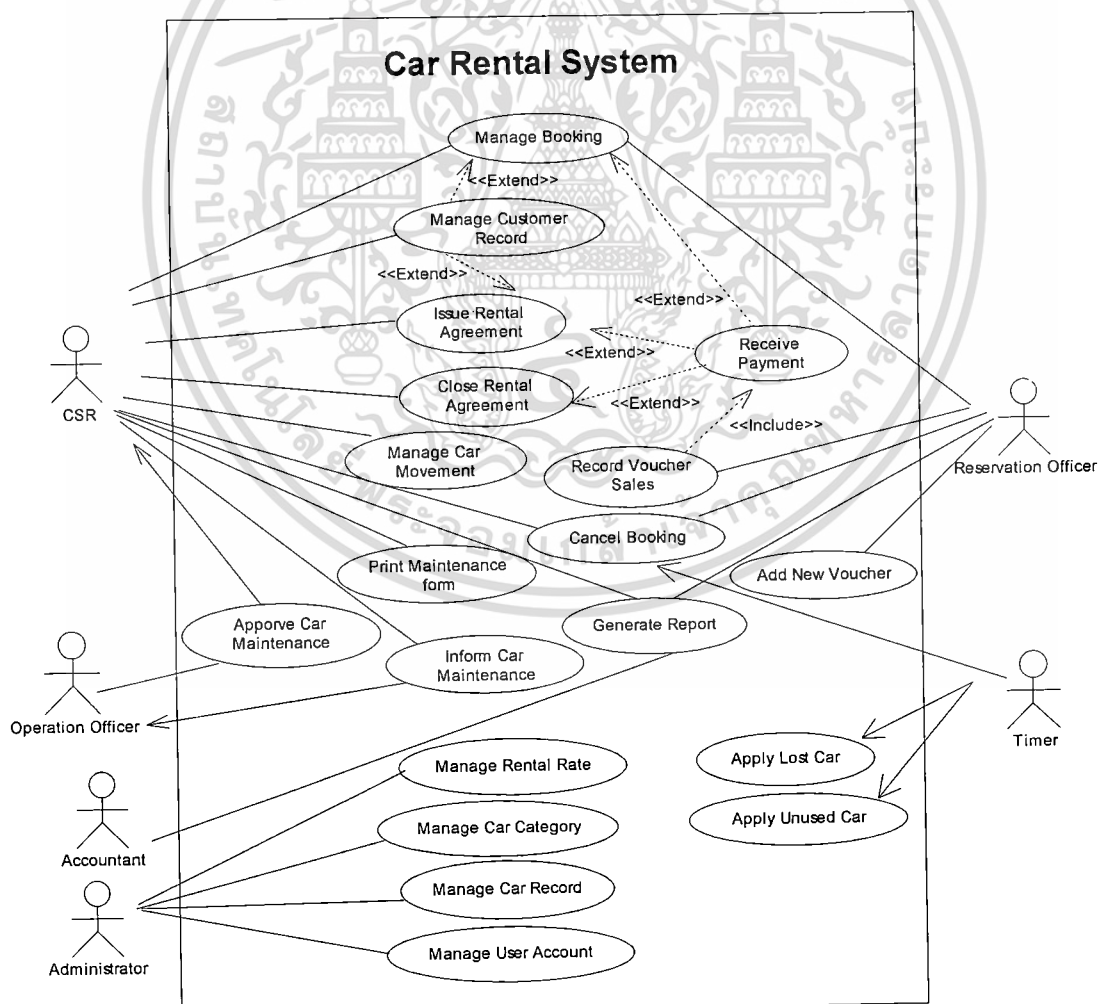 Car Rental System
Manage Booking
<<Extend>>
Manage Customer
Record
<<Extend>>
Issue Rental
Agreement
<<Extend>>
<<Extend>>
Receive
Payment
Close Rental
Agreement
<<Extend>>
<<Include>>
CSR
Manage Car
Movement
Record Voucher
Sales
Reservation Officer
Cancel Booking
Print Maintenance
form
Add New Voucher
Apporve Car
Maintenance
Generate Report
Inform Car
Maintenance
Operation Officer
Timer
Manage Rental Rate
Apply Lost Car
Manage Car Category
Apply Unused Car
Accountant
Manage Car Record
Manage User Account
Administrator